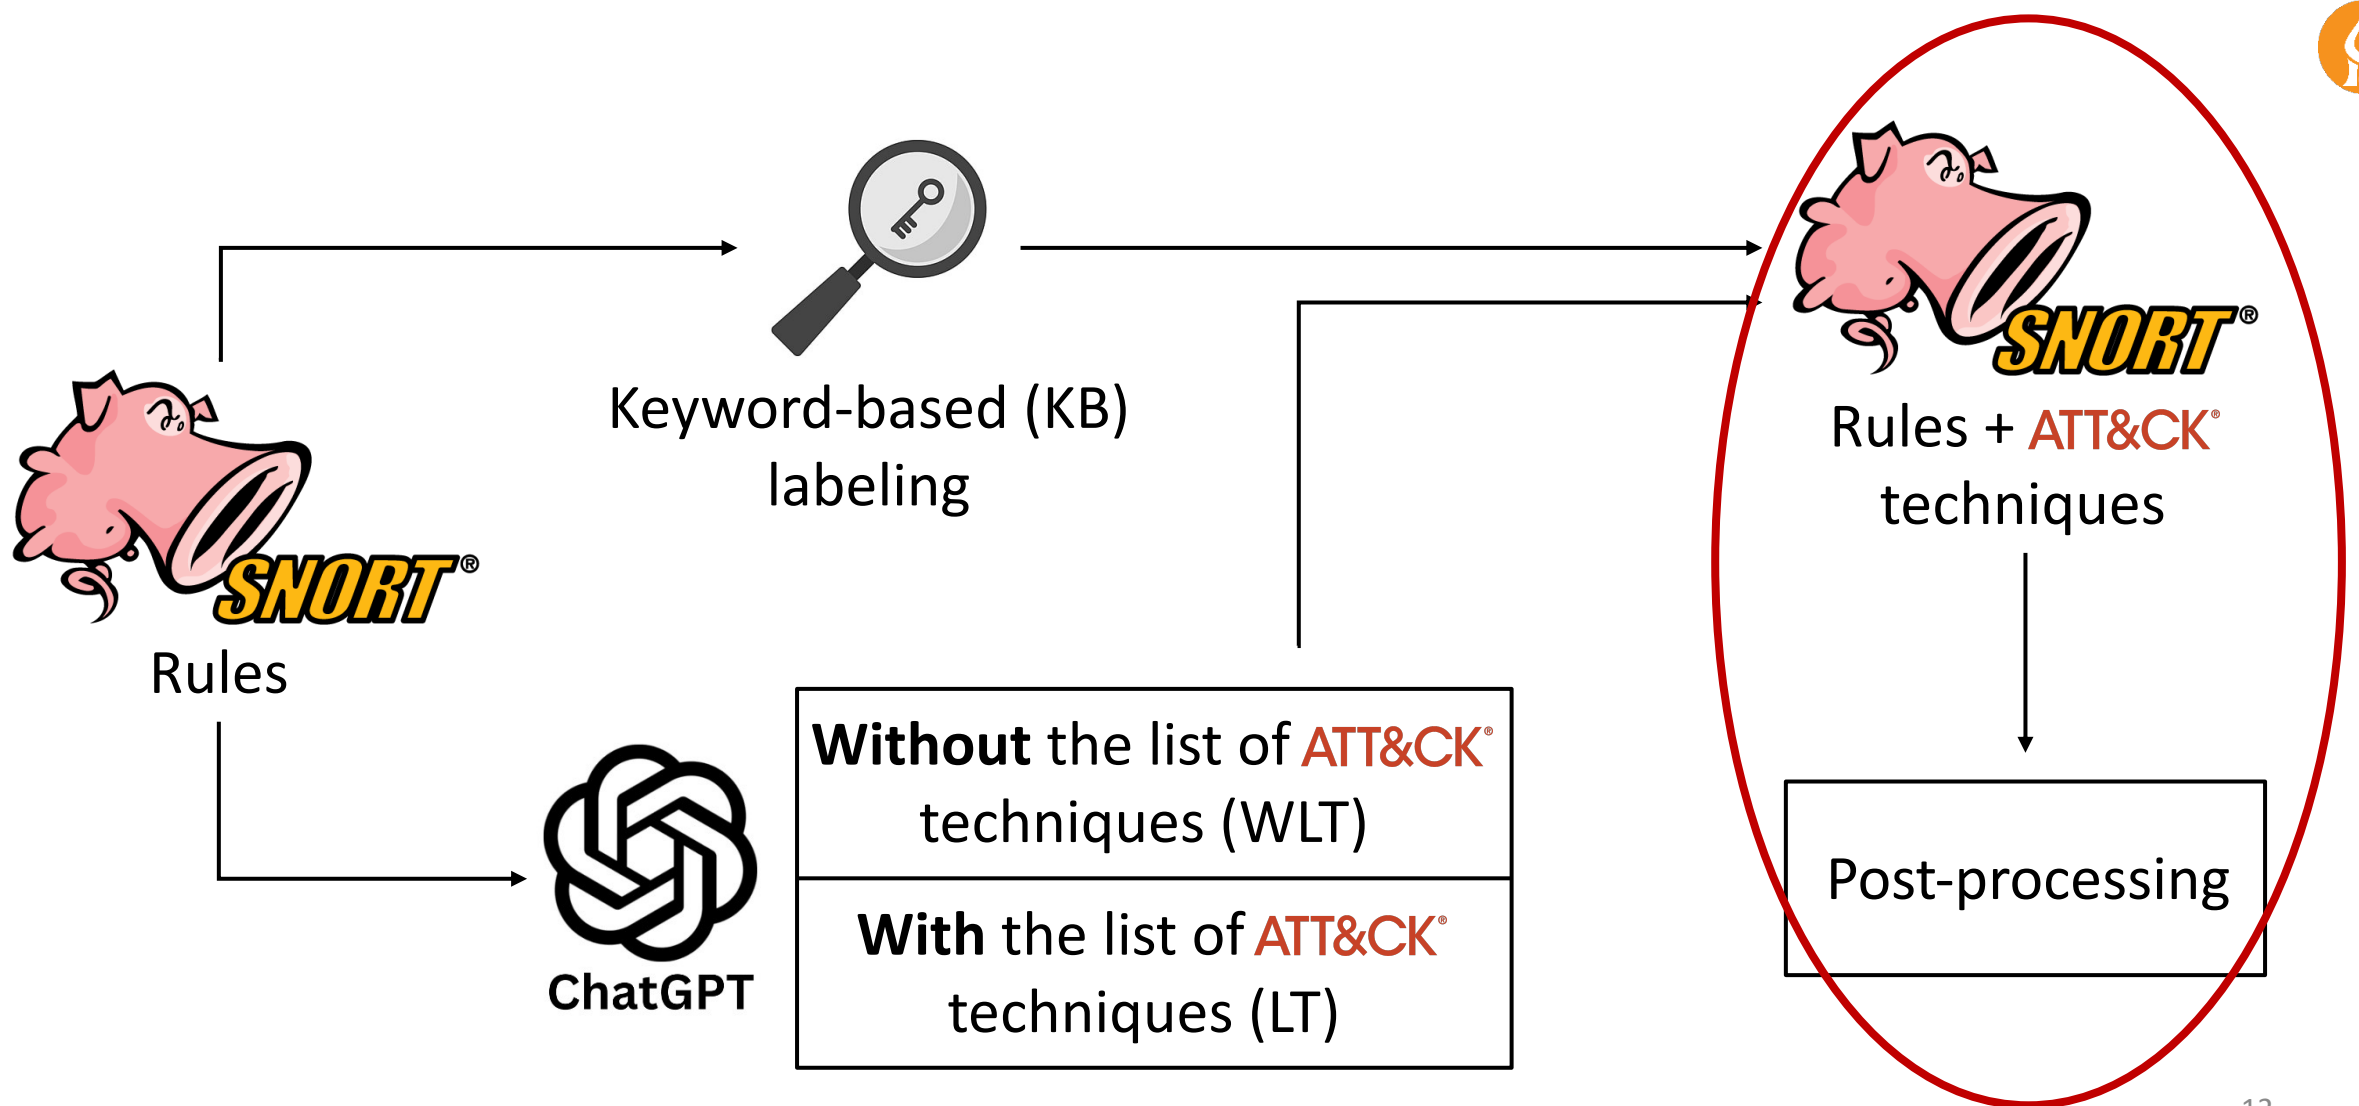 SNORT®
Rules
Keyword-based (KB)
labeling
ChatGPT
Without the list of ATT&CK®
techniques (WLT)
With the list of ATT&CK®
techniques (LT)
SNORT®
Rules + ATT&CK®
techniques
Post-processing